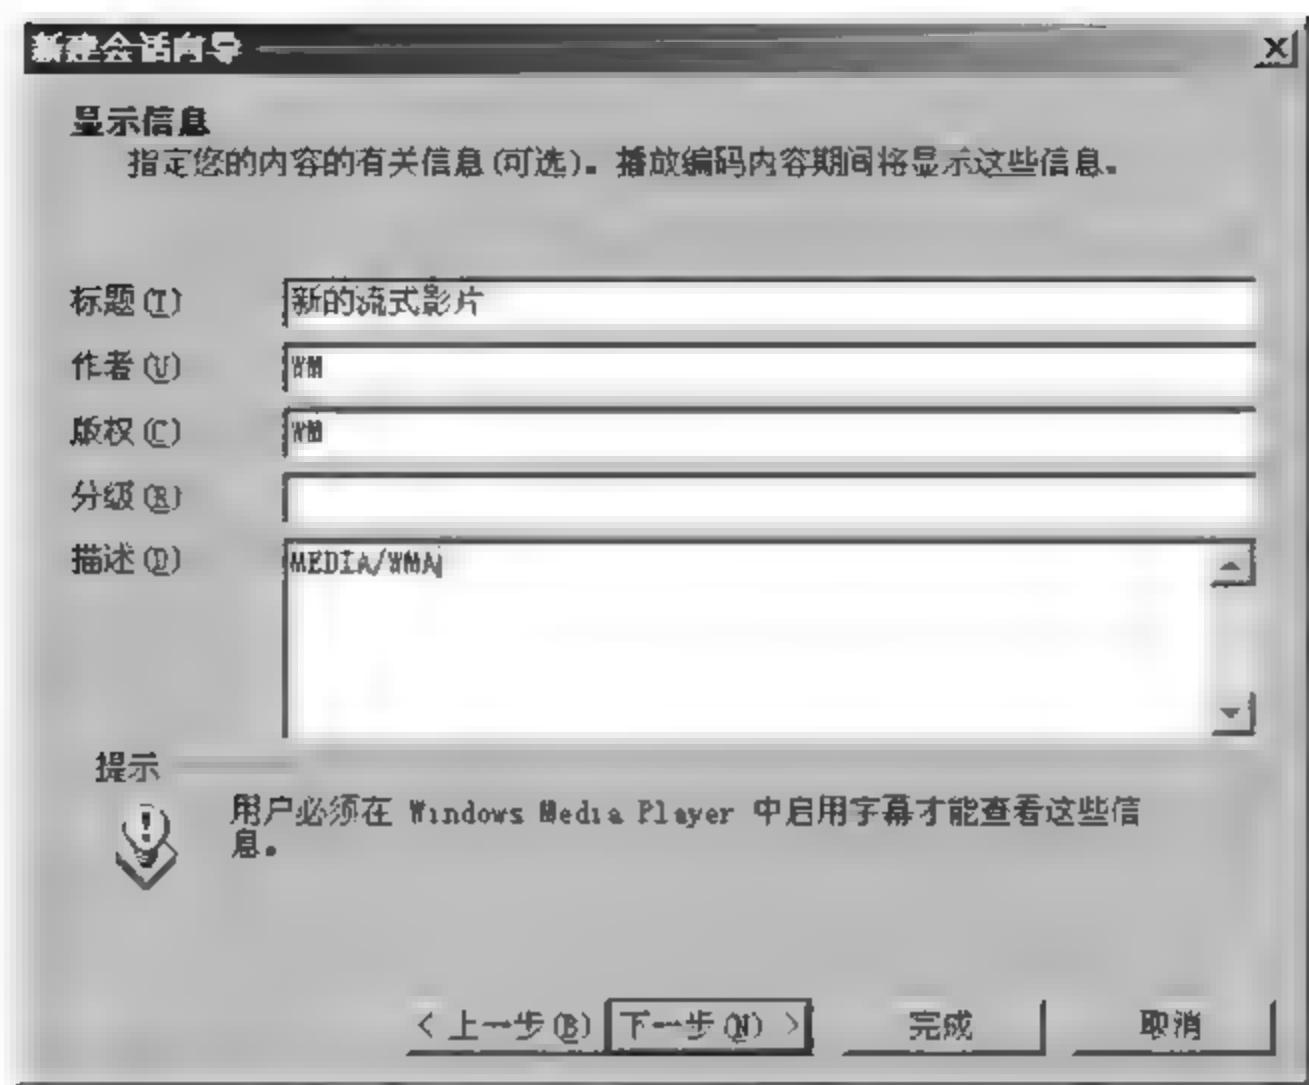 新建会话向导
显示信息
指定您的内容的有关信息(可选)。播放编码内容期间将显示这些信息。
标题(T) 新的流式影片
作者(U) WM
版权(C) WM
分级(R)
描述(D) MEDIA/WMA
提示
用户必须在 Windows Media Player 中启用字幕才能查看这些信
息。
< 上一步(B) 下一步(N) > 完成 取消